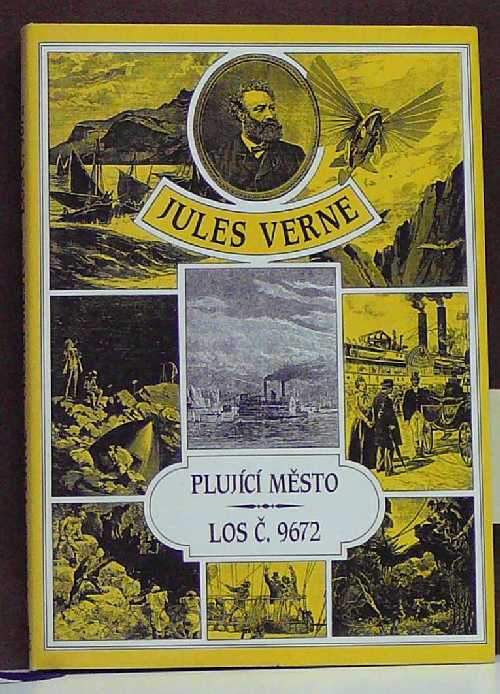 JULES VERNE
PLUJÍCÍ MĚSTO
LOS Č. 9672